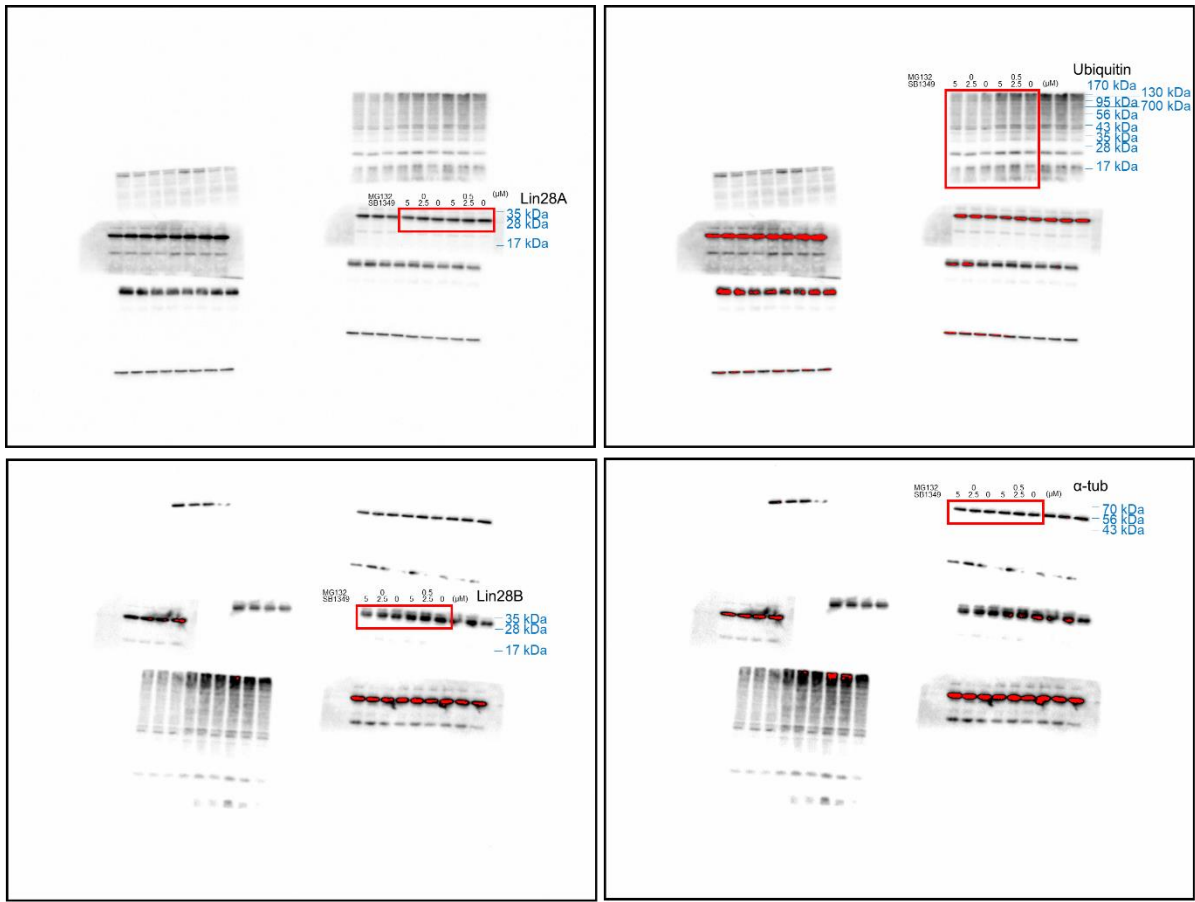 MG132 0 0.5 (μM)
SB1349 5 2.5 0 5 2.5 0
Lin28A
35 kDa
28 kDa
17 kDa
Ubiquitin
MG132 0 0.5
SB1349 5 2.5 0 5 2.5 0 (μM)
170 kDa
130 kDa
95 kDa
700 kDa
56 kDa
43 kDa
35 kDa
28 kDa
17 kDa
MG132 0 0.5
SB1349 5 2.5 0 5 2.5 0 (μM)
Lin28B
35 kDa
28 kDa
17 kDa
α-tub
MG132 0 0.5
SB1349 5 2.5 0 5 2.5 0 (μM)
70 kDa
56 kDa
43 kDa